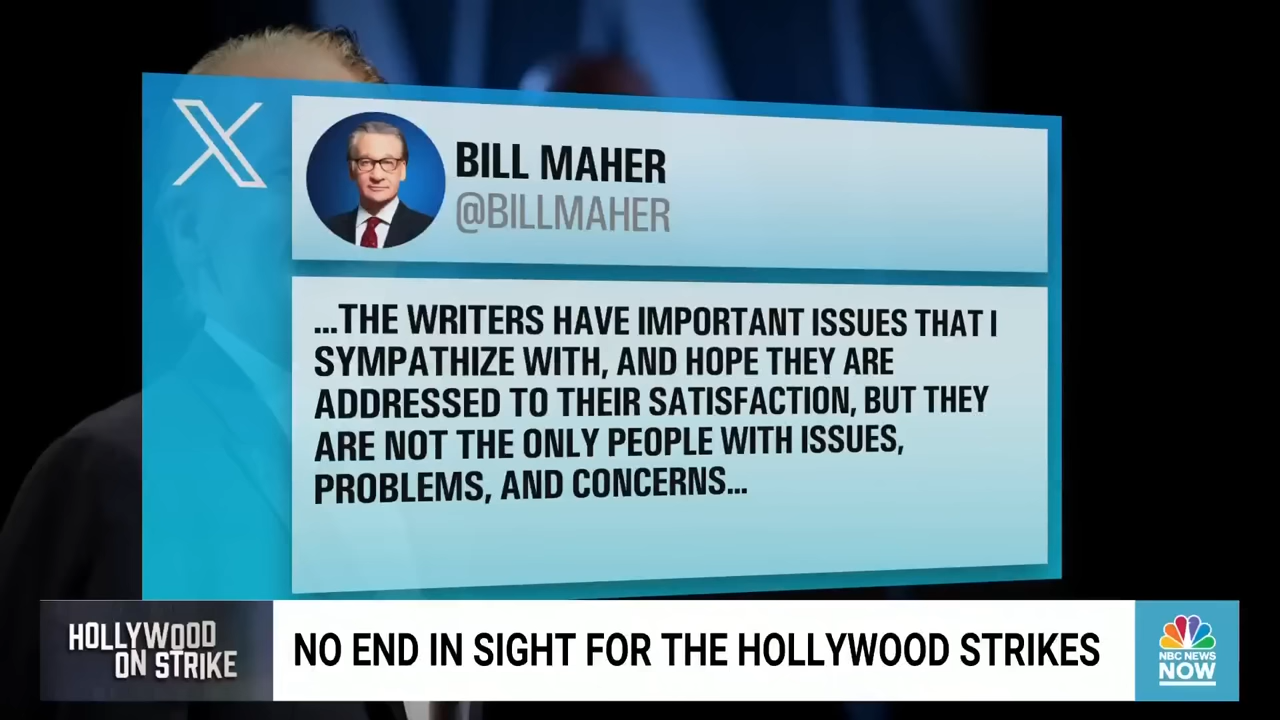 BILL MAHER
@BILLMAHER
...THE WRITERS HAVE IMPORTANT ISSUES THAT I
SYMPATHIZE WITH, AND HOPE THEY ARE
ADDRESSED TO THEIR SATISFACTION, BUT THEY
ARE NOT THE ONLY PEOPLE WITH ISSUES,
PROBLEMS, AND CONCERNS...
HOLLYWOOD
ON STRIKE
NO END IN SIGHT FOR THE HOLLYWOOD STRIKES
NBC NEWS
NOW